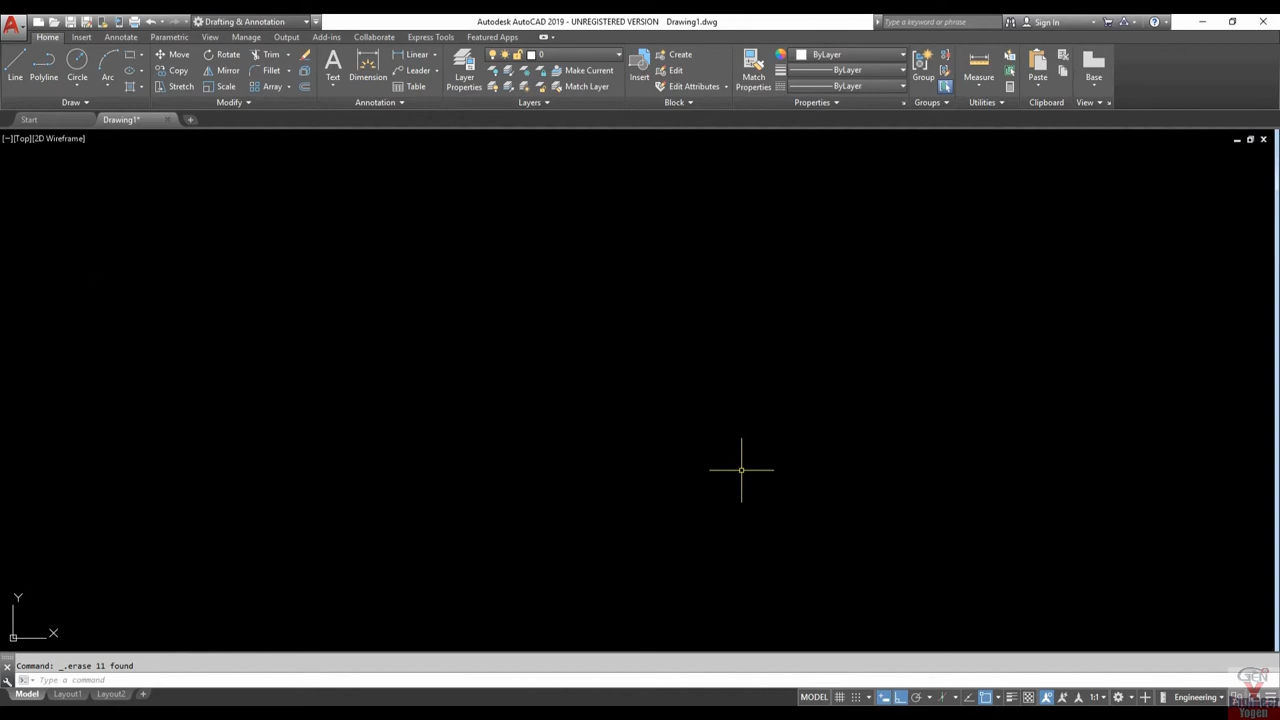 Drafting & Annotation
Autodesk AutoCAD 2019 - UNREGISTERED VERSION Drawing1.dwg
Type a keyword or phrase
Sign In
Home Insert Annotate Parametric View Manage Output Add-ins Collaborate Express Tools Featured Apps
Move Rotate Trim Linear 0 Create ByLayer
Copy Mirror Fillet Leader Make Current Edit ByLayer
Stretch Scale Array Table Match Layer Edit Attributes ByLayer
Line Polyline Circle Arc Text Dimension Layer Properties Insert Match Properties Group Measure Paste Base
Draw Modify Annotation Layers Block Properties Groups Utilities Clipboard View
Start Drawing1*
[−][Top][2D Wireframe]
Y
X
Command: _.erase 11 found
Type a command
Model Layout1 Layout2
MODEL 1:1 Engineering
GEN
Yogen